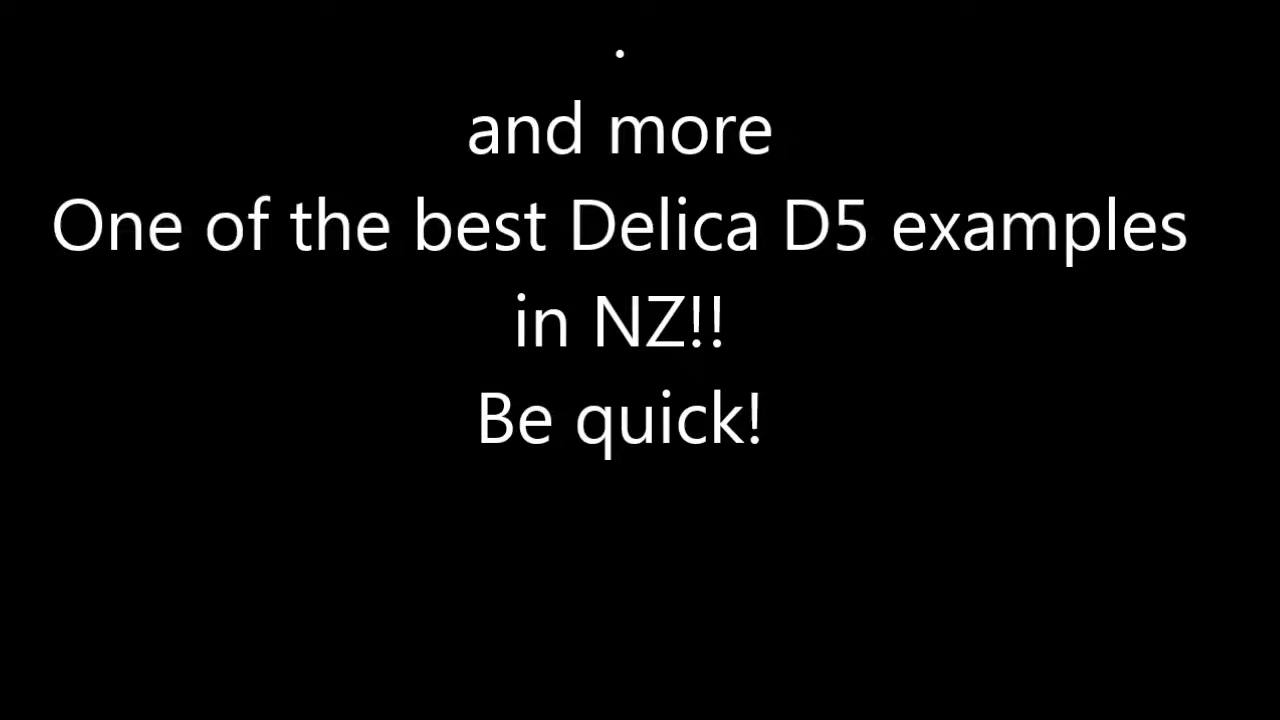 .
and more
One of the best Delica D5 examples
in NZ!!
Be quick!